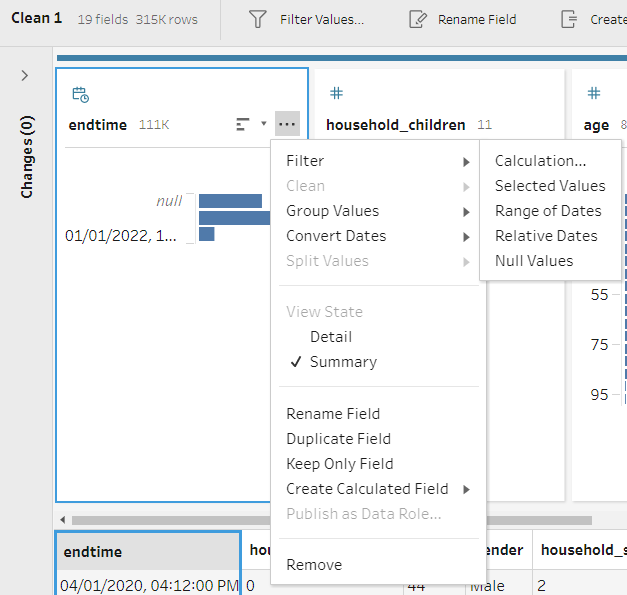 Clean 1 19 fields 315K rows Filter Values... Rename Field Create
Changes (0)
endtime 111K
household_children 11
age 8
null
01/01/2022, 1...
Filter
Clean
Group Values
Convert Dates
Split Values
View State
Detail
✓ Summary
Rename Field
Duplicate Field
Keep Only Field
Create Calculated Field
Publish as Data Role...
Remove
Calculation...
Selected Values
Range of Dates
Relative Dates
Null Values
55
75
95
endtime hou ender household_s
04/01/2020, 04:12:00 PM 0 44 Male 2